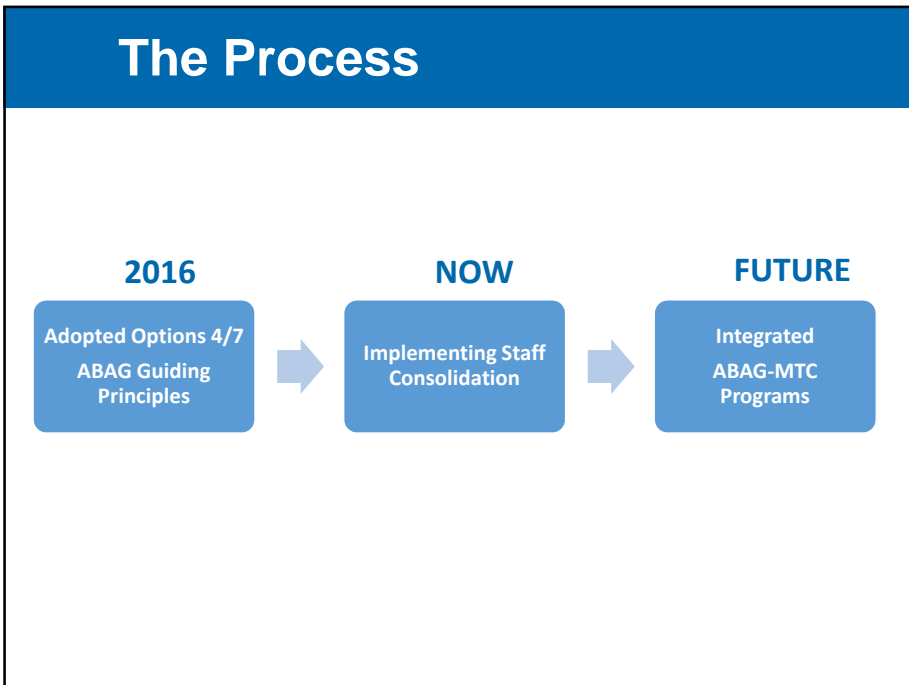 The Process
2016
Adopted Options 4/7
ABAG Guiding
Principles
NOW
Implementing Staff
Consolidation
FUTURE
Integrated
ABAG-MTC
Programs